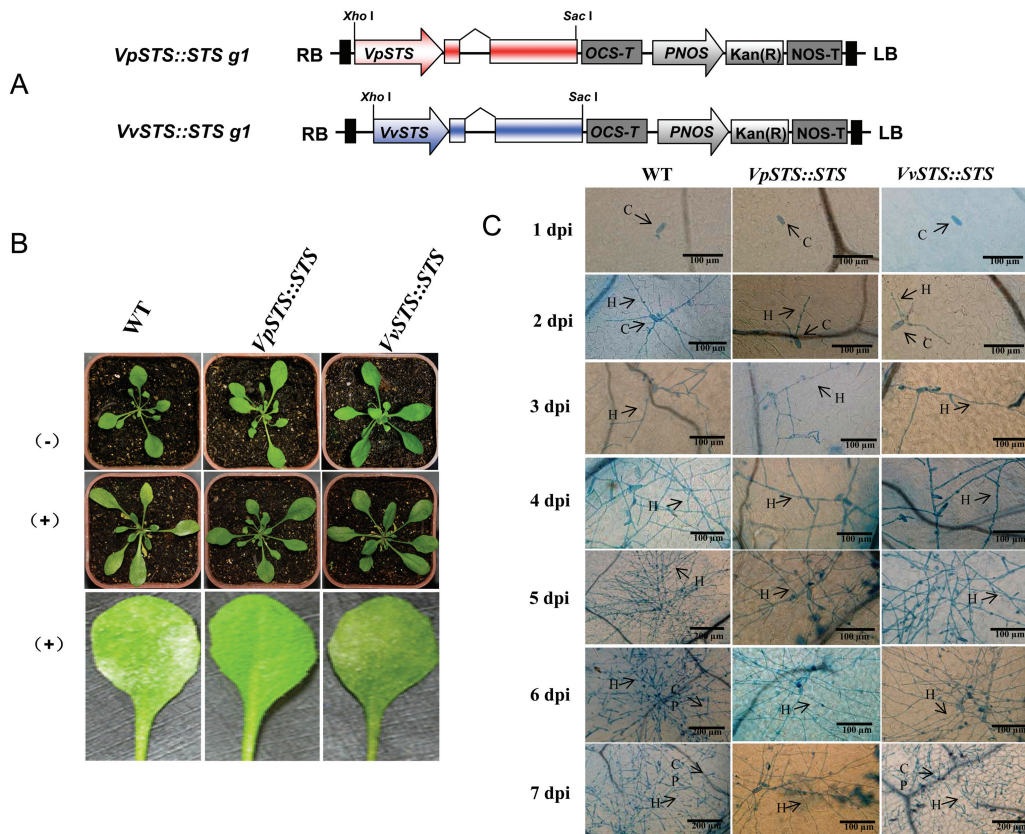 A
Xho I Sac I
VpSTS::STS g1 RB VpSTS OCS-T PNOS Kan(R) NOS-T LB
Xho I Sac I
VvSTS::STS g1 RB VvSTS OCS-T PNOS Kan(R) NOS-T LB
B
WT VpSTS::STS VvSTS::STS
(-)
(+)
(+)
C
WT VpSTS::STS VvSTS::STS
1 dpi
C C C
100 µm 100 µm 100 µm
2 dpi
H C H C H C
100 µm 100 µm 100 µm
3 dpi
H H H
100 µm 100 µm 100 µm
4 dpi
H H H
100 µm 100 µm 100 µm
5 dpi
H H H
200 µm 100 µm 100 µm
6 dpi
H C P H H
200 µm 100 µm 100 µm
7 dpi
C P H H C P H
200 µm 100 µm 200 µm